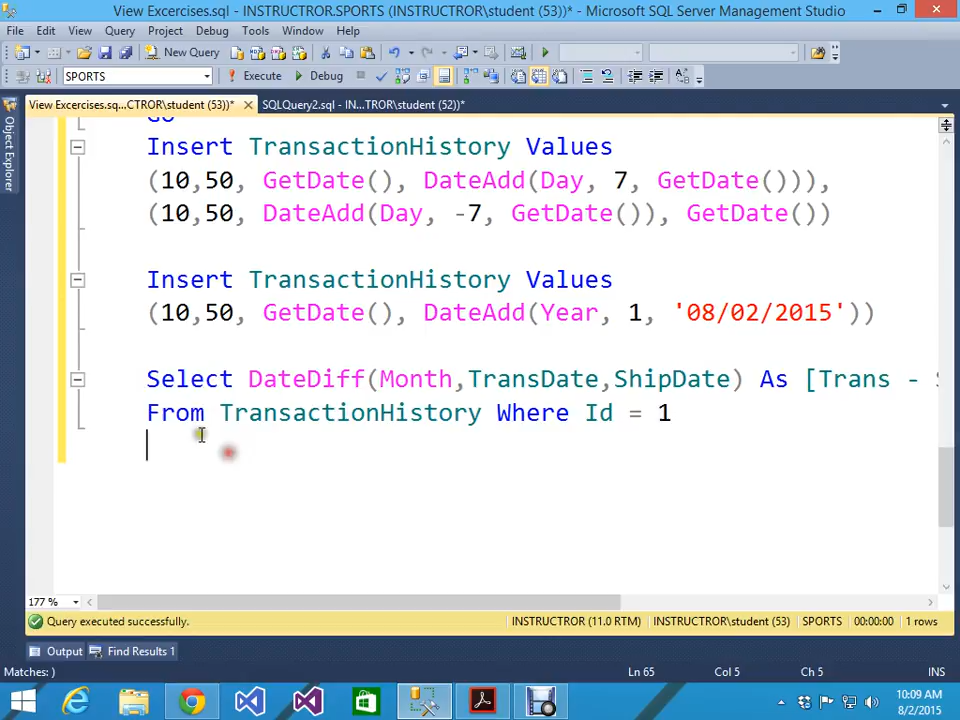 View Excercises.sql - INSTRUCTROR.SPORTS (INSTRUCTROR\student (53))* - Microsoft SQL Server Management Studio
File Edit View Query Project Debug Tools Window Help
New Query
SPORTS Execute Debug
View Excercises.sq...CTROR\student (53))* SQLQuery2.sql - IN...TROR\student (52))*
Object Explorer
Go
Insert TransactionHistory Values
(10,50, GetDate(), DateAdd(Day, 7, GetDate())),
(10,50, DateAdd(Day, -7, GetDate()), GetDate())
Insert TransactionHistory Values
(10,50, GetDate(), DateAdd(Year, 1, '08/02/2015'))
Select DateDiff(Month,TransDate,ShipDate) As [Trans - S
From TransactionHistory Where Id = 1
177 %
Query executed successfully. INSTRUCTROR (11.0 RTM) INSTRUCTROR\student (53) SPORTS 00:00:00 1 rows
Output Find Results 1
Matches: ) Ln 65 Col 5 Ch 5 INS
10:09 AM
8/2/2015